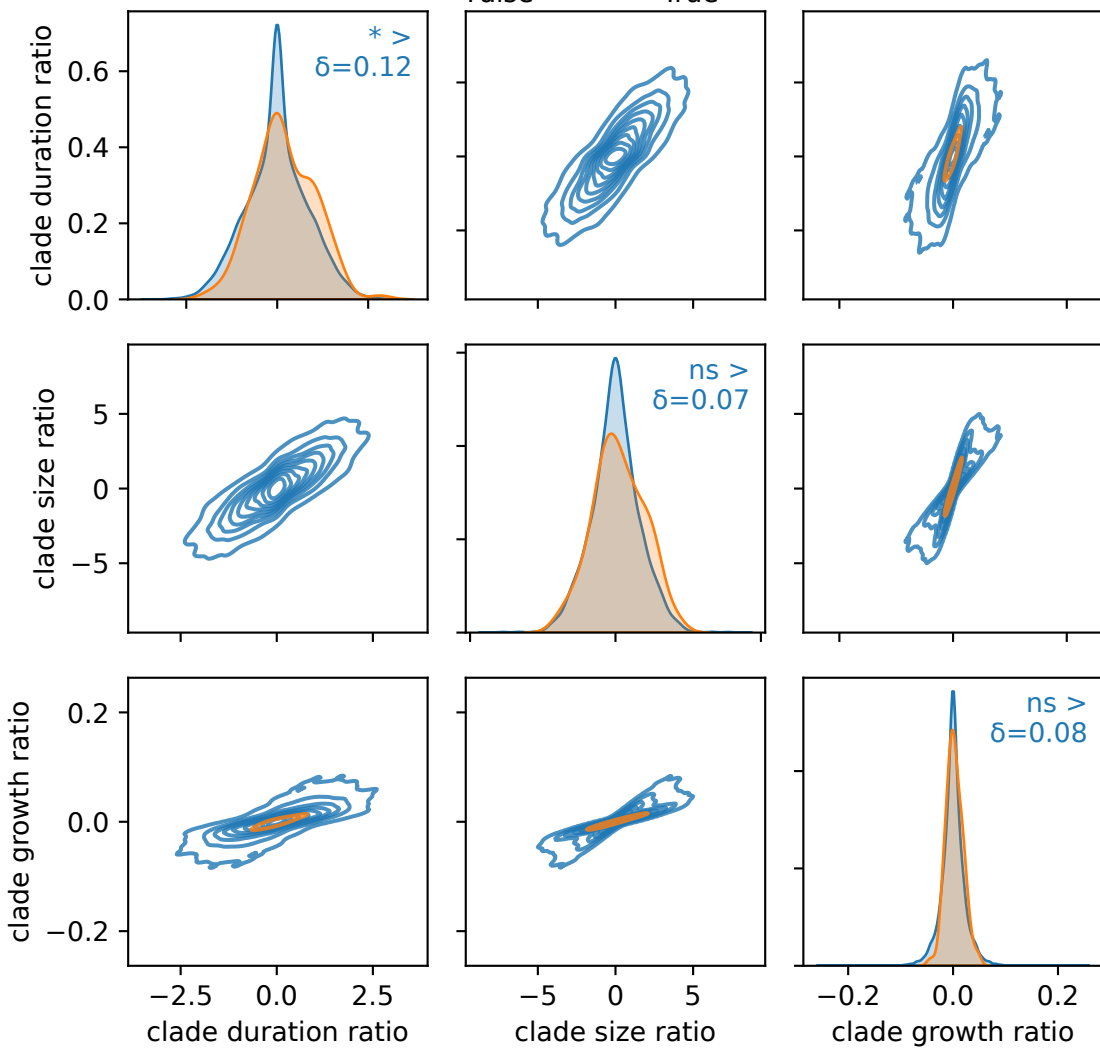 * >
δ=0.12
clade duration ratio
0.6
0.4
0.2
0.0
ns >
δ=0.07
clade size ratio
5
0
−5
ns >
δ=0.08
clade growth ratio
0.2
0.0
−0.2
−2.5 0.0 2.5 −5 0 5 −0.2 0.0 0.2
clade duration ratio clade size ratio clade growth ratio